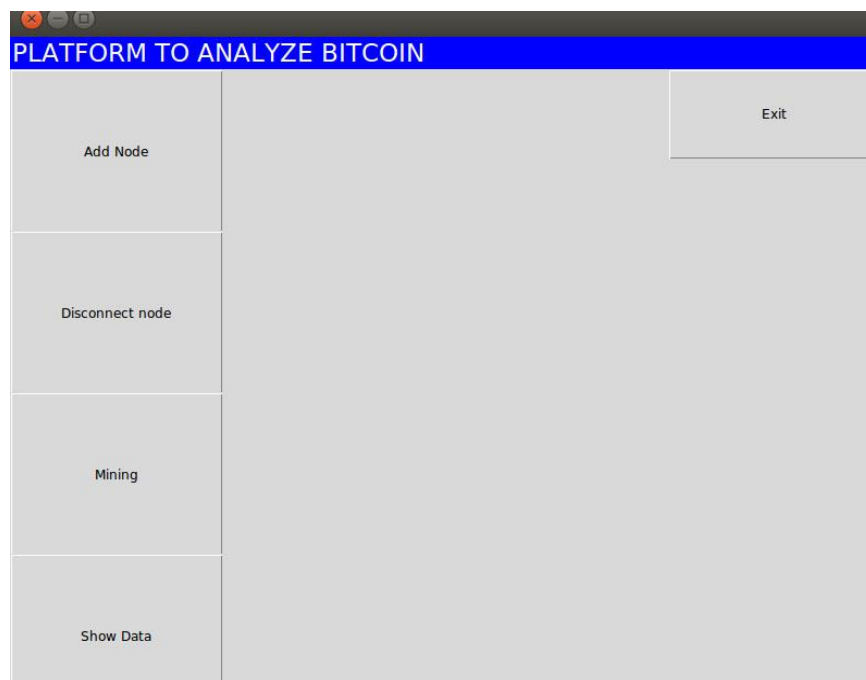 PLATFORM TO ANALYZE BITCOIN
Add Node
Exit
Disconnect node
Mining
Show Data